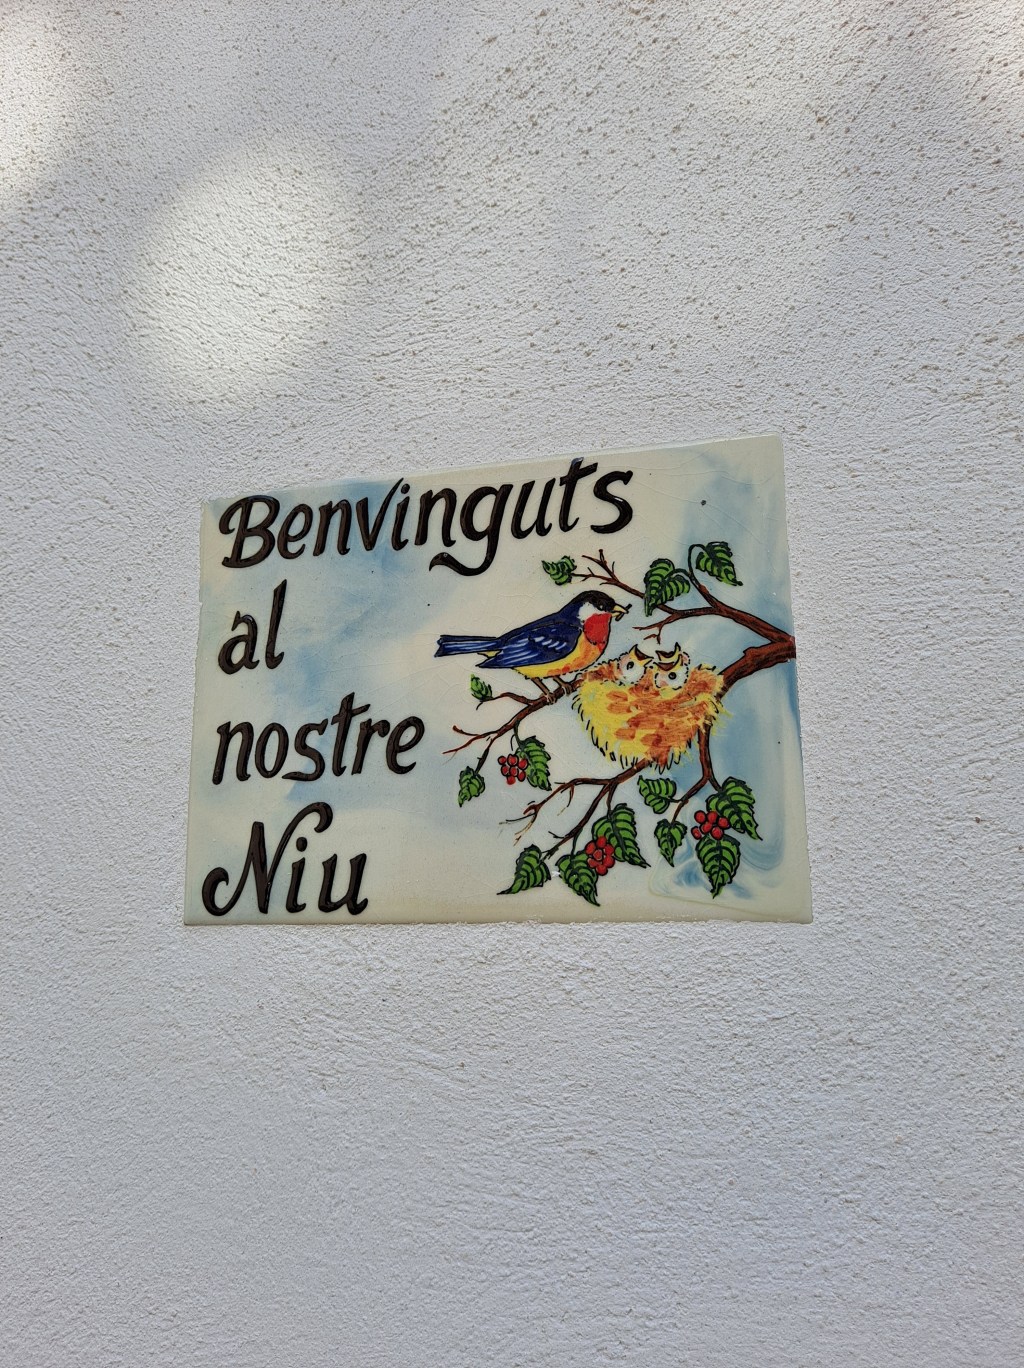 Benvinguts
al
nostre
Niu